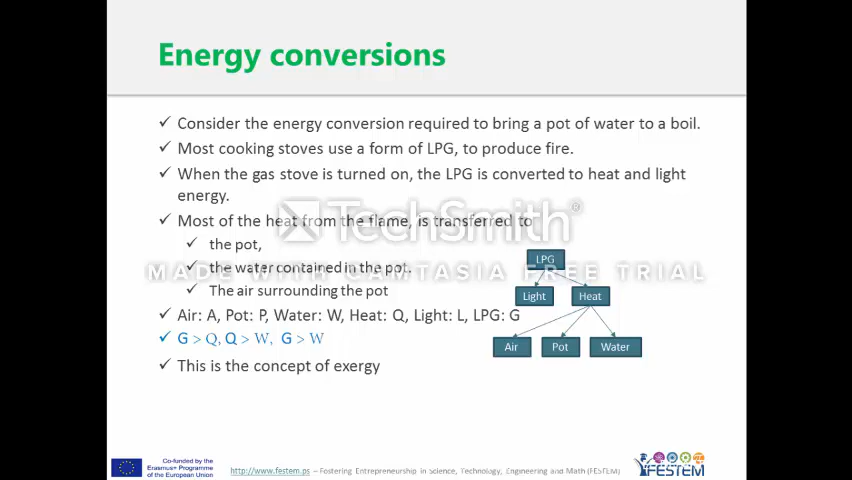 Energy conversions
✓ Consider the energy conversion required to bring a pot of water to a boil.
✓ Most cooking stoves use a form of LPG, to produce fire.
✓ When the gas stove is turned on, the LPG is converted to heat and light
energy.
✓ Most of the heat from the flame, is transferred to
✓ the pot,
✓ the water contained in the pot.
✓ The air surrounding the pot
✓ Air: A, Pot: P, Water: W, Heat: Q, Light: L, LPG: G
✓ G > Q, Q > W, G > W
✓ This is the concept of exergy
LPG
Light Heat
Air Pot Water
TechSmith®
MADE WITH CAMTASIA FREE TRIAL
Co-funded by the
Erasmus+ Programme
of the European Union
http://www.festem.ps – Fostering Entrepreneurship in Science, Technology, Engineering and Math (FESTEM)
FESTEM